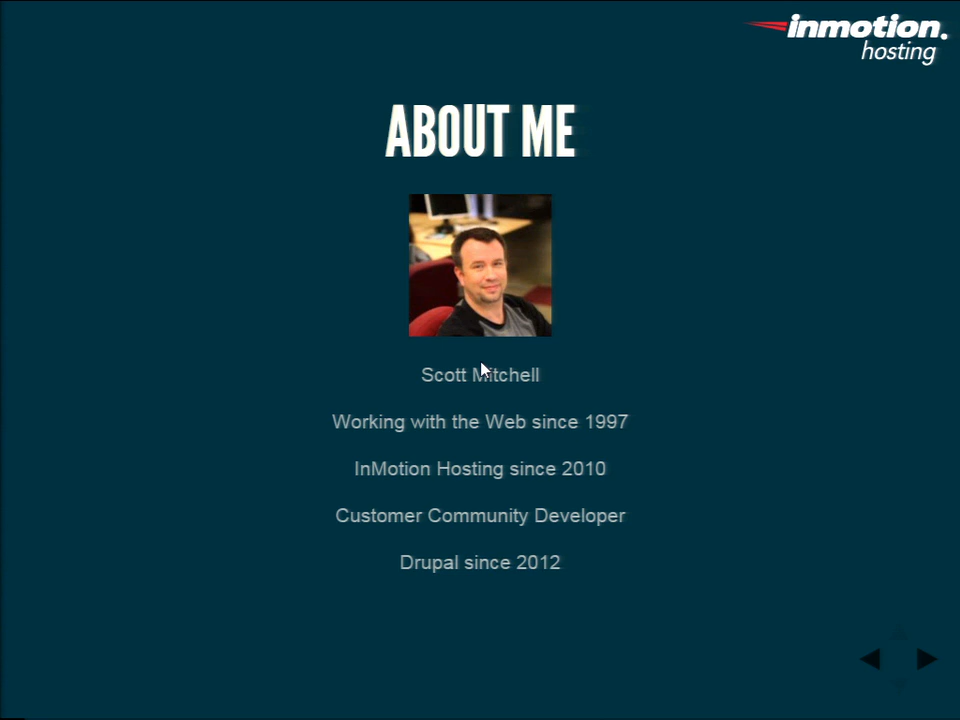 inmotion.
hosting
ABOUT ME
Scott Mitchell
Working with the Web since 1997
InMotion Hosting since 2010
Customer Community Developer
Drupal since 2012